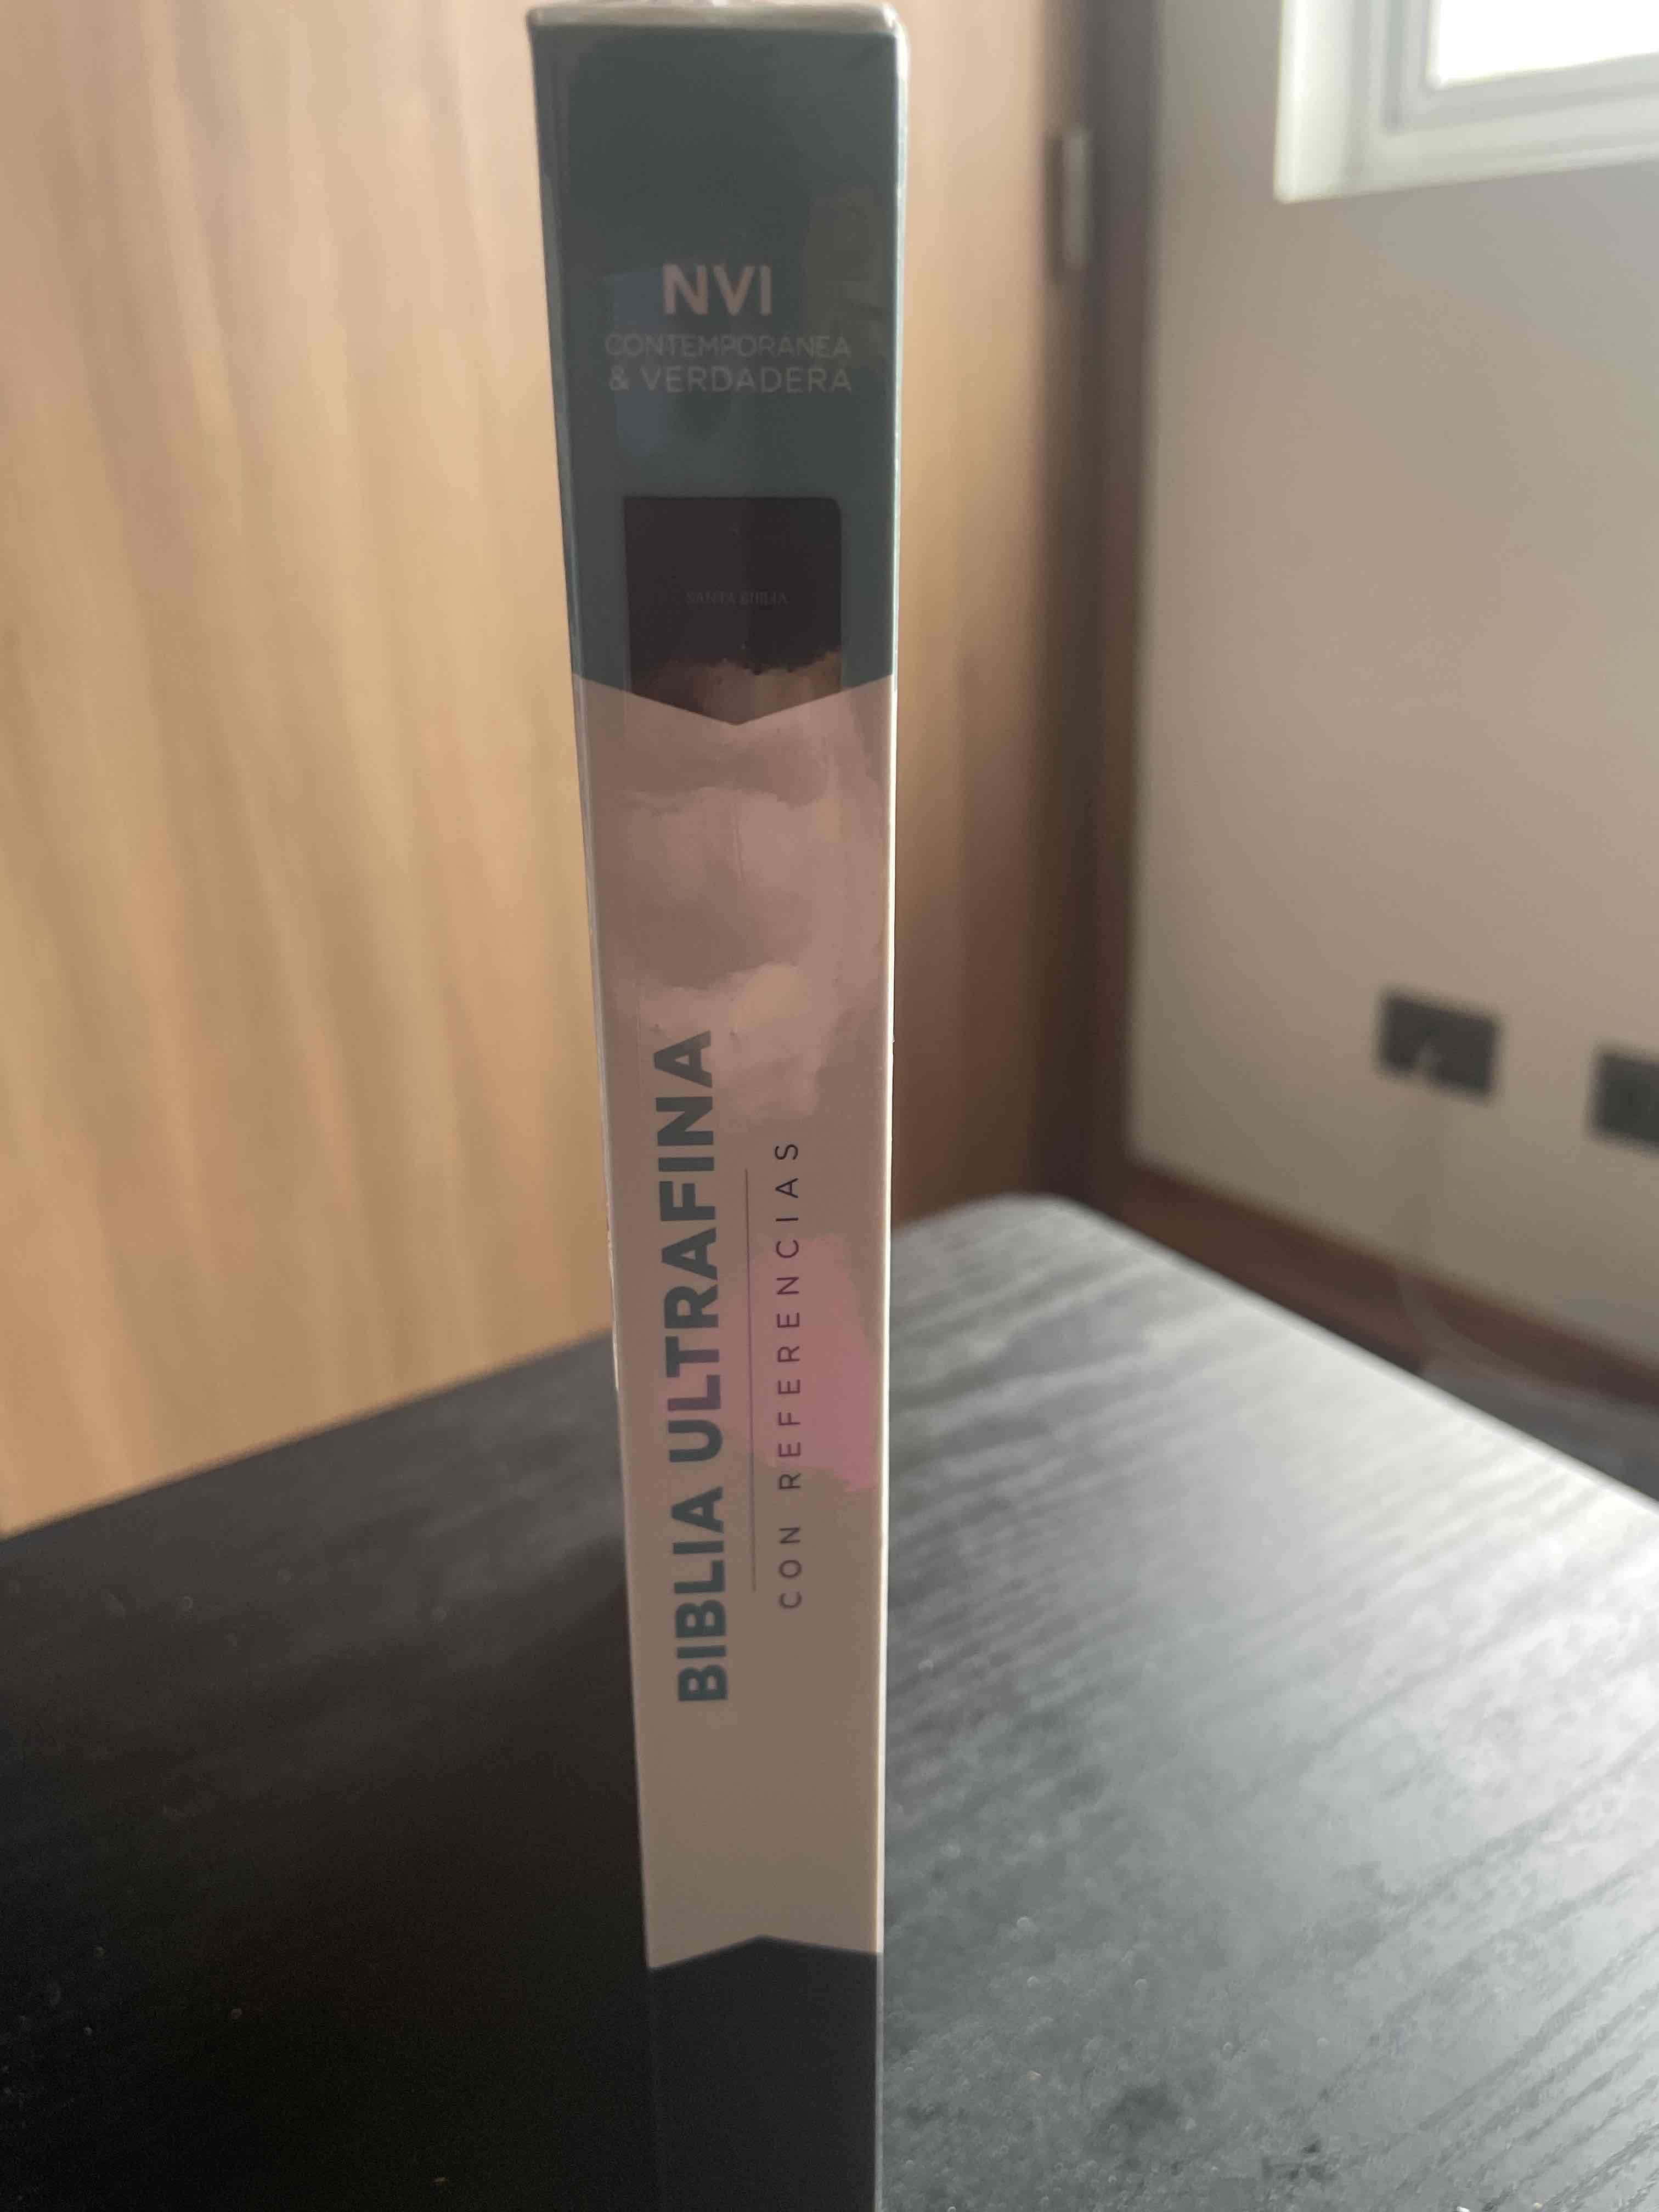 NVI
CONTEMPORANEA
& VERDADERA
SANTA BIBLIA
BIBLIA ULTRAFINA
CON REFERENCIAS